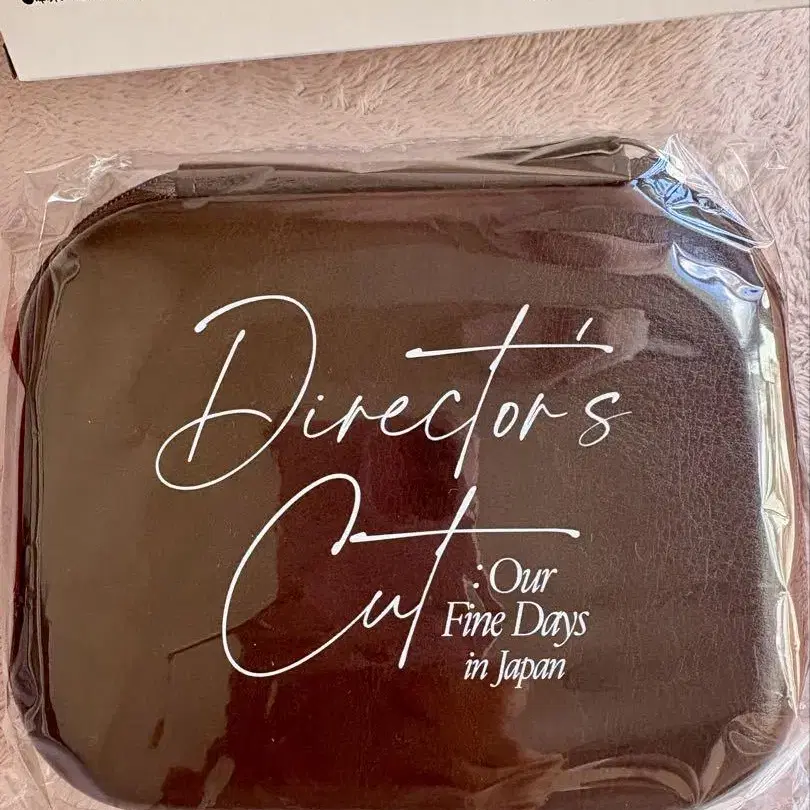 Director's
Cut
: Our
Fine Days
in Japan